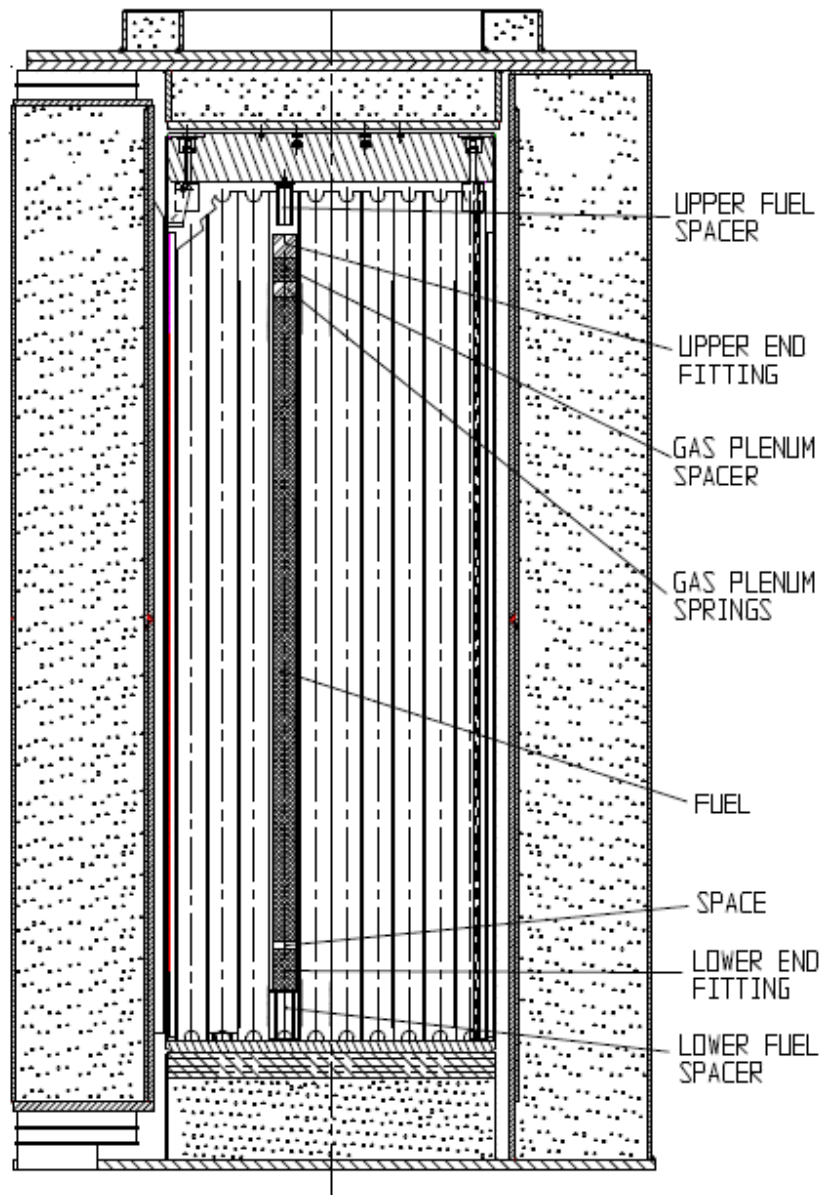 UPPER FUEL
SPACER
UPPER END
FITTING
GAS PLENUM
SPACER
GAS PLENUM
SPRINGS
FUEL
SPACE
LOWER END
FITTING
LOWER FUEL
SPACER